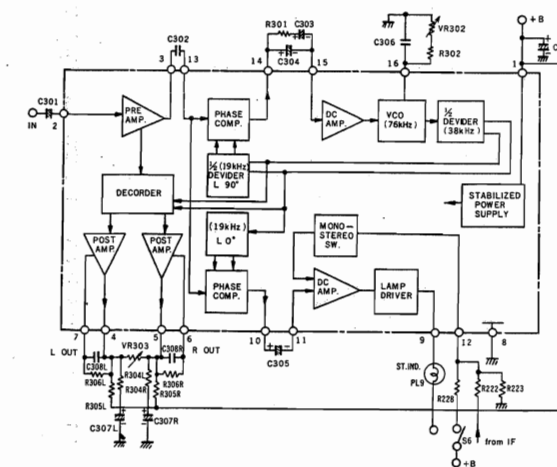 C302
3
13
R301
C303
C304
14
15
C306
VR302
R302
16
+B
1
C301
IN
2
PRE
AMP.
PHASE
COMP.
DC
AMP.
VCO
(76kHz)
½
DEVIDER
(38kHz)
½(19kHz)
DEVIDER
L 90°
DECORDER
STABILIZED
POWER
SUPPLY
(19kHz)
L 0°
MONO-
STEREO
SW.
POST
AMP.
POST
AMP.
PHASE
COMP.
DC
AMP.
LAMP
DRIVER
7
4
5
6
10
11
9
12
8
L OUT
R OUT
C308L
VR303
C308R
C305
R306L
R304L
R304R
R306R
R305R
R305L
C307L
C307R
ST.IND.
PL9
R228
R222
R223
S6
from IF
+B